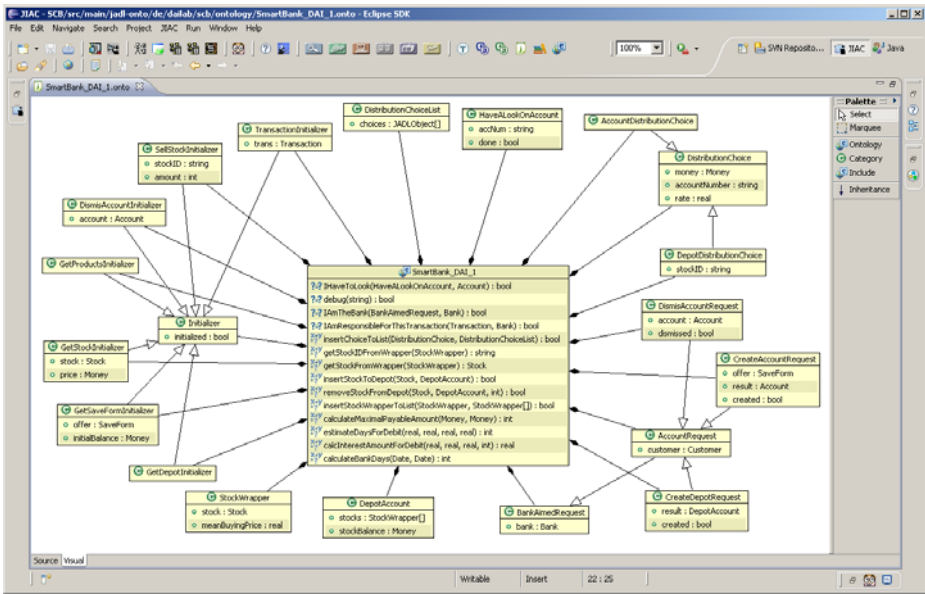 JIAC - SCB/src/main/jadl-onto/de/dailab/scb/ontology/SmartBank_DAI_1.onto - Eclipse SDK
File Edit Navigate Search Project JIAC Run Window Help
100%
SVN Reposito...
JIAC
Java
SmartBank_DAI_1.onto
Palette
Select
Marquee
Ontology
Category
Include
Inheritance
DistributionChoiceList
choices : JADLObject[]
HaveALookOnAccount
accNum : string
done : bool
AccountDistributionChoice
TransactionInitializer
trans : Transaction
SellStockInitializer
stockID : string
amount : int
DistributionChoice
money : Money
accountNumber : string
rate : real
DismisAccountInitializer
account : Account
GetProductsInitializer
DepotDistributionChoice
stockID : string
SmartBank_DAI_1
IHaveToLook(HaveALookOnAccount, Account) : bool
debug(string) : bool
IAmTheBank(BankAimedRequest, Bank) : bool
IAmResponsibleForThisTransaction(Transaction, Bank) : bool
insertChoiceToList(DistributionChoice, DistributionChoiceList) : bool
getStockIDFromWrapper(StockWrapper) : string
getStockFromWrapper(StockWrapper) : Stock
insertStockToDepot(Stock, DepotAccount) : bool
removeStockFromDepot(Stock, DepotAccount, int) : bool
insertStockWrapperToList(StockWrapper, StockWrapper[]) : bool
calculateMaximalPayableAmount(Money, Money) : int
estimateDaysForDebit(real, real, real, real) : int
calcInterestAmountForDebit(real, real, real, int) : real
calculateBankDays(Date, Date) : int
Initializer
initialized : bool
DismisAccountRequest
account : Account
dismissed : bool
GetStockInitializer
stock : Stock
price : Money
CreateAccountRequest
offer : SaveForm
result : Account
created : bool
GetSaveFormInitializer
offer : SaveForm
initialBalance : Money
AccountRequest
customer : Customer
GetDepotInitializer
StockWrapper
stock : Stock
meanBuyingPrice : real
DepotAccount
stocks : StockWrapper[]
stockBalance : Money
BankAimedRequest
bank : Bank
CreateDepotRequest
result : DepotAccount
created : bool
Source Visual
Writable
Insert
22 : 25